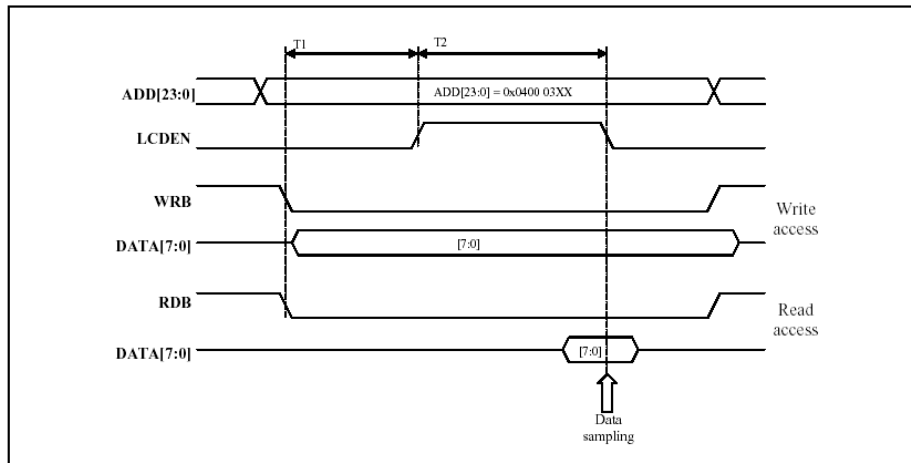 T1 T2
ADD[23:0] ADD[23:0] = 0x0400 03XX
LCDEN
WRB
Write
access
DATA[7:0] [7:0]
RDB
Read
access
DATA[7:0] [7:0]
Data
sampling